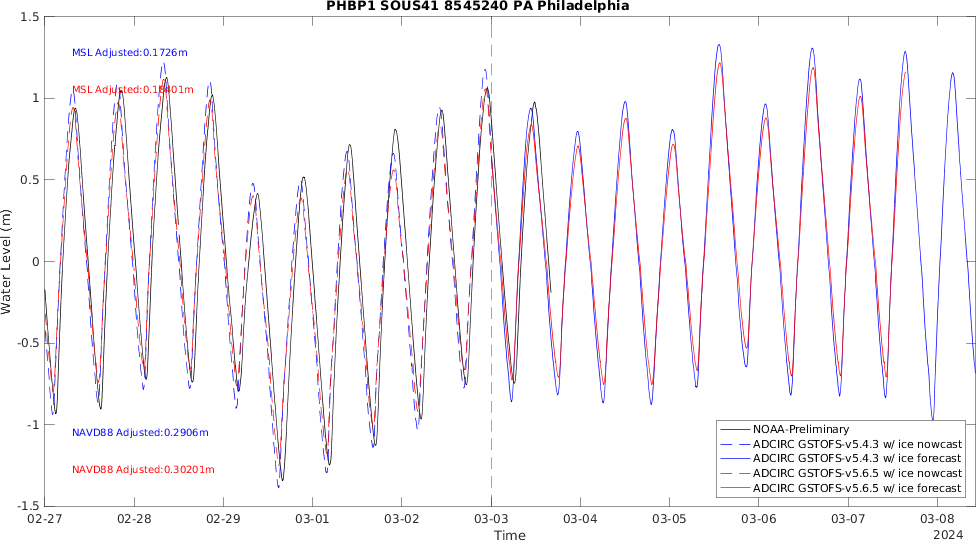 PHBP1 SOUS41 8545240 PA Philadelphia
Water Level (m)
1.5
1
0.5
0
-0.5
-1
-1.5
MSL Adjusted:0.1726m
MSL Adjusted:
NAVD88 Adjusted:0.2906m
NAVD88 Adjusted:0.30201m
NOAA-Preliminary
ADCIRC GSTOFS-v5.4.3 w/ ice nowcast
ADCIRC GSTOFS-v5.4.3 w/ ice forecast
ADCIRC GSTOFS-v5.6.5 w/ ice nowcast
ADCIRC GSTOFS-v5.6.5 w/ ice forecast
02-27 02-28 02-29 03-01 03-02 03-03 03-04 03-05 03-06 03-07 03-08
Time
2024